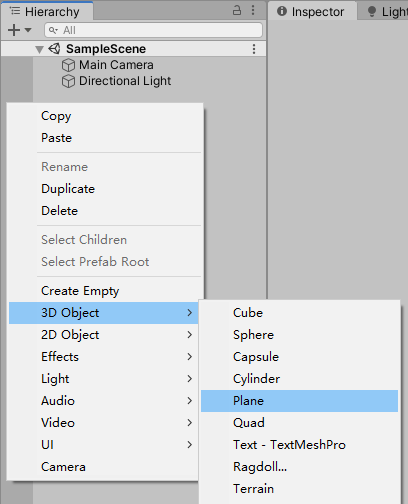 Hierarchy
Inspector
Light
All
SampleScene
Main Camera
Directional Light
Copy
Paste
Rename
Duplicate
Delete
Select Children
Select Prefab Root
Create Empty
3D Object
2D Object
Effects
Light
Audio
Video
UI
Camera
Cube
Sphere
Capsule
Cylinder
Plane
Quad
Text - TextMeshPro
Ragdoll...
Terrain